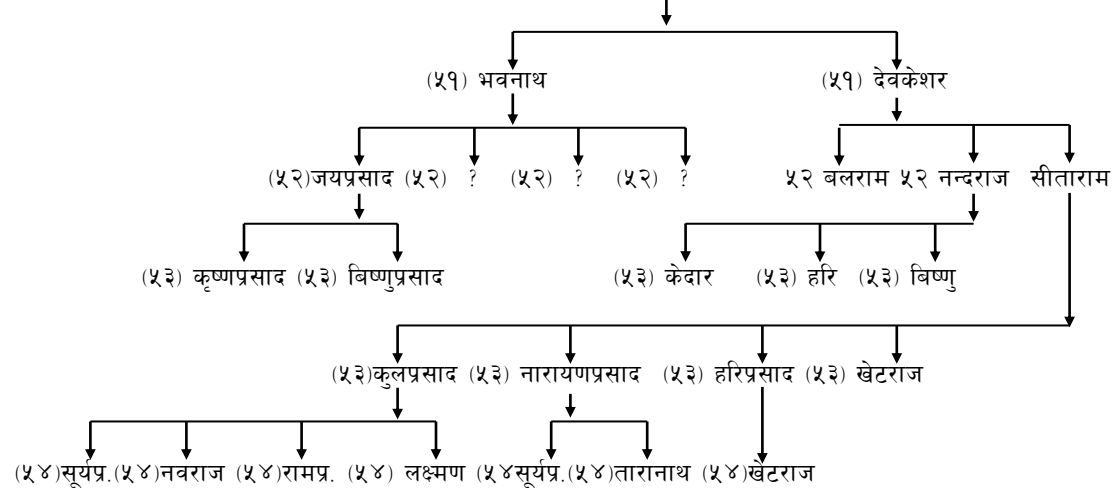 (५१) भवनाथ (५१) देवकेशर
(५२)जयप्रसाद (५२) ? (५२) ? (५२) ? ५२ बलराम ५२ नन्दराज सीताराम
(५३) कृष्णप्रसाद (५३) बिष्णुप्रसाद (५३) केदार (५३) हरि (५३) बिष्णु
(५३)कुलप्रसाद (५३) नारायणप्रसाद (५३) हरिप्रसाद (५३) खेटराज
(५४)सूर्यप्र.(५४)नवराज (५४)रामप्र. (५४) लक्ष्मण (५४सूर्यप्र.(५४)तारानाथ (५४)खेटराज